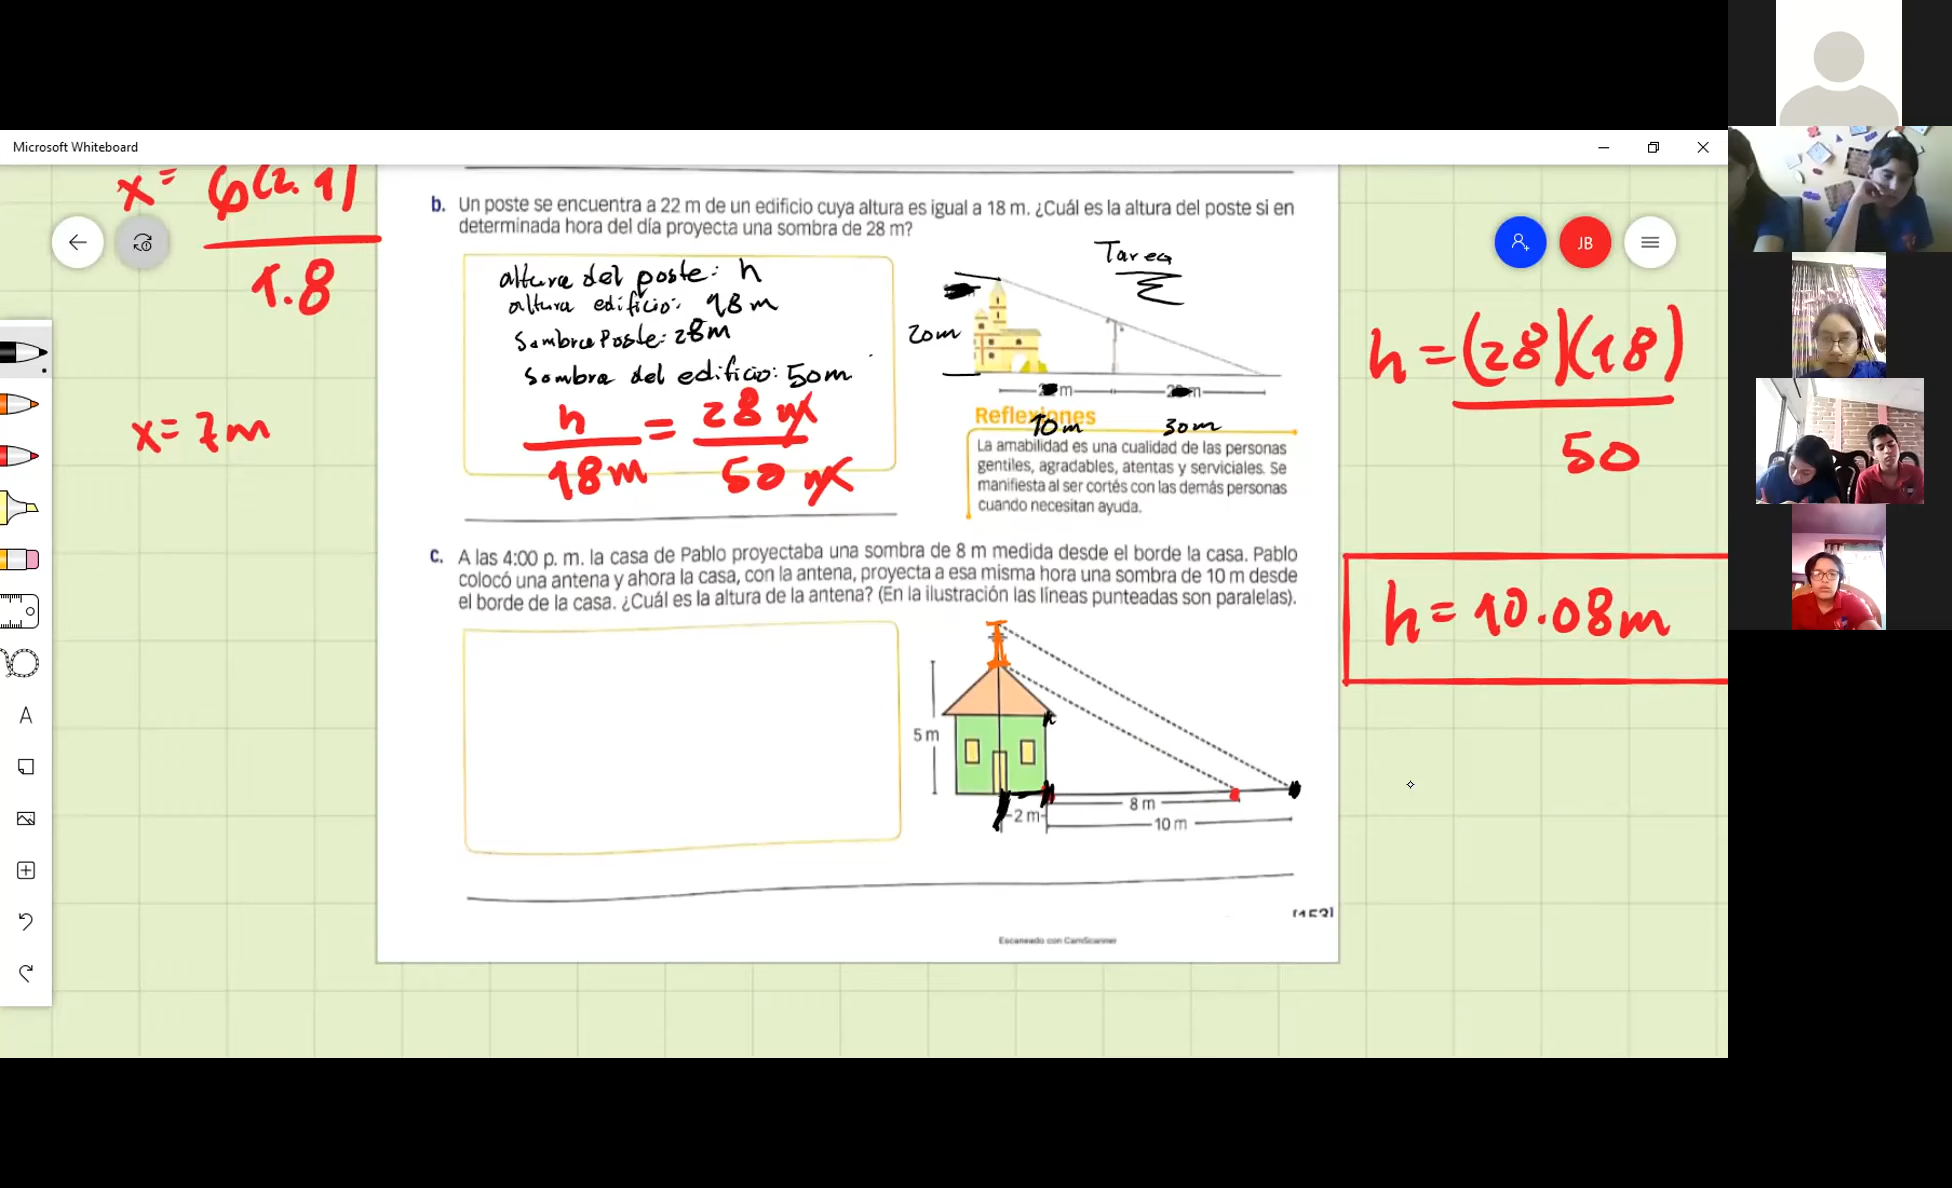 Microsoft Whiteboard
x = 6(2.1)
1.8
x = 7m
b. Un poste se encuentra a 22 m de un edificio cuya altura es igual a 18 m. ¿Cuál es la altura del poste si en
determinada hora del día proyecta una sombra de 28 m?
altura del poste: h
altura edificio: 18 m
Sombra Poste: 28m
Sombra del edificio: 50m
h = 28 m
18m 50 m
Tarea
20m
m
m
10m 30m
Reflexiones
La amabilidad es una cualidad de las personas
gentiles, agradables, atentas y serviciales. Se
manifiesta al ser cortés con las demás personas
cuando necesitan ayuda.
JB
h = (28)(18)
50
h = 10.08m
c. A las 4:00 p. m. la casa de Pablo proyectaba una sombra de 8 m medida desde el borde la casa. Pablo
colocó una antena y ahora la casa, con la antena, proyecta a esa misma hora una sombra de 10 m desde
el borde de la casa. ¿Cuál es la altura de la antena? (En la ilustración las líneas punteadas son paralelas).
5 m
8 m
2 m
10 m
Escaneado con CamScanner